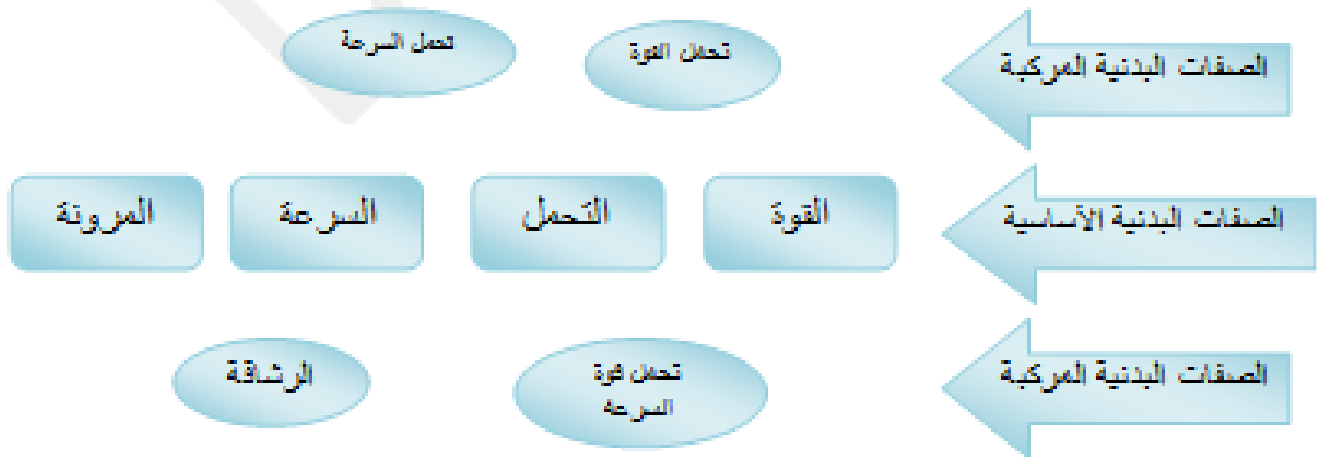 الصفات البدنية المركبة
تحمل القوة
تحمل السرعة
الصفات البدنية الأساسية
القوة
التحمل
السرعة
المرونة
الصفات البدنية المركبة
تحمل قوة
السرعة
الرشاقة